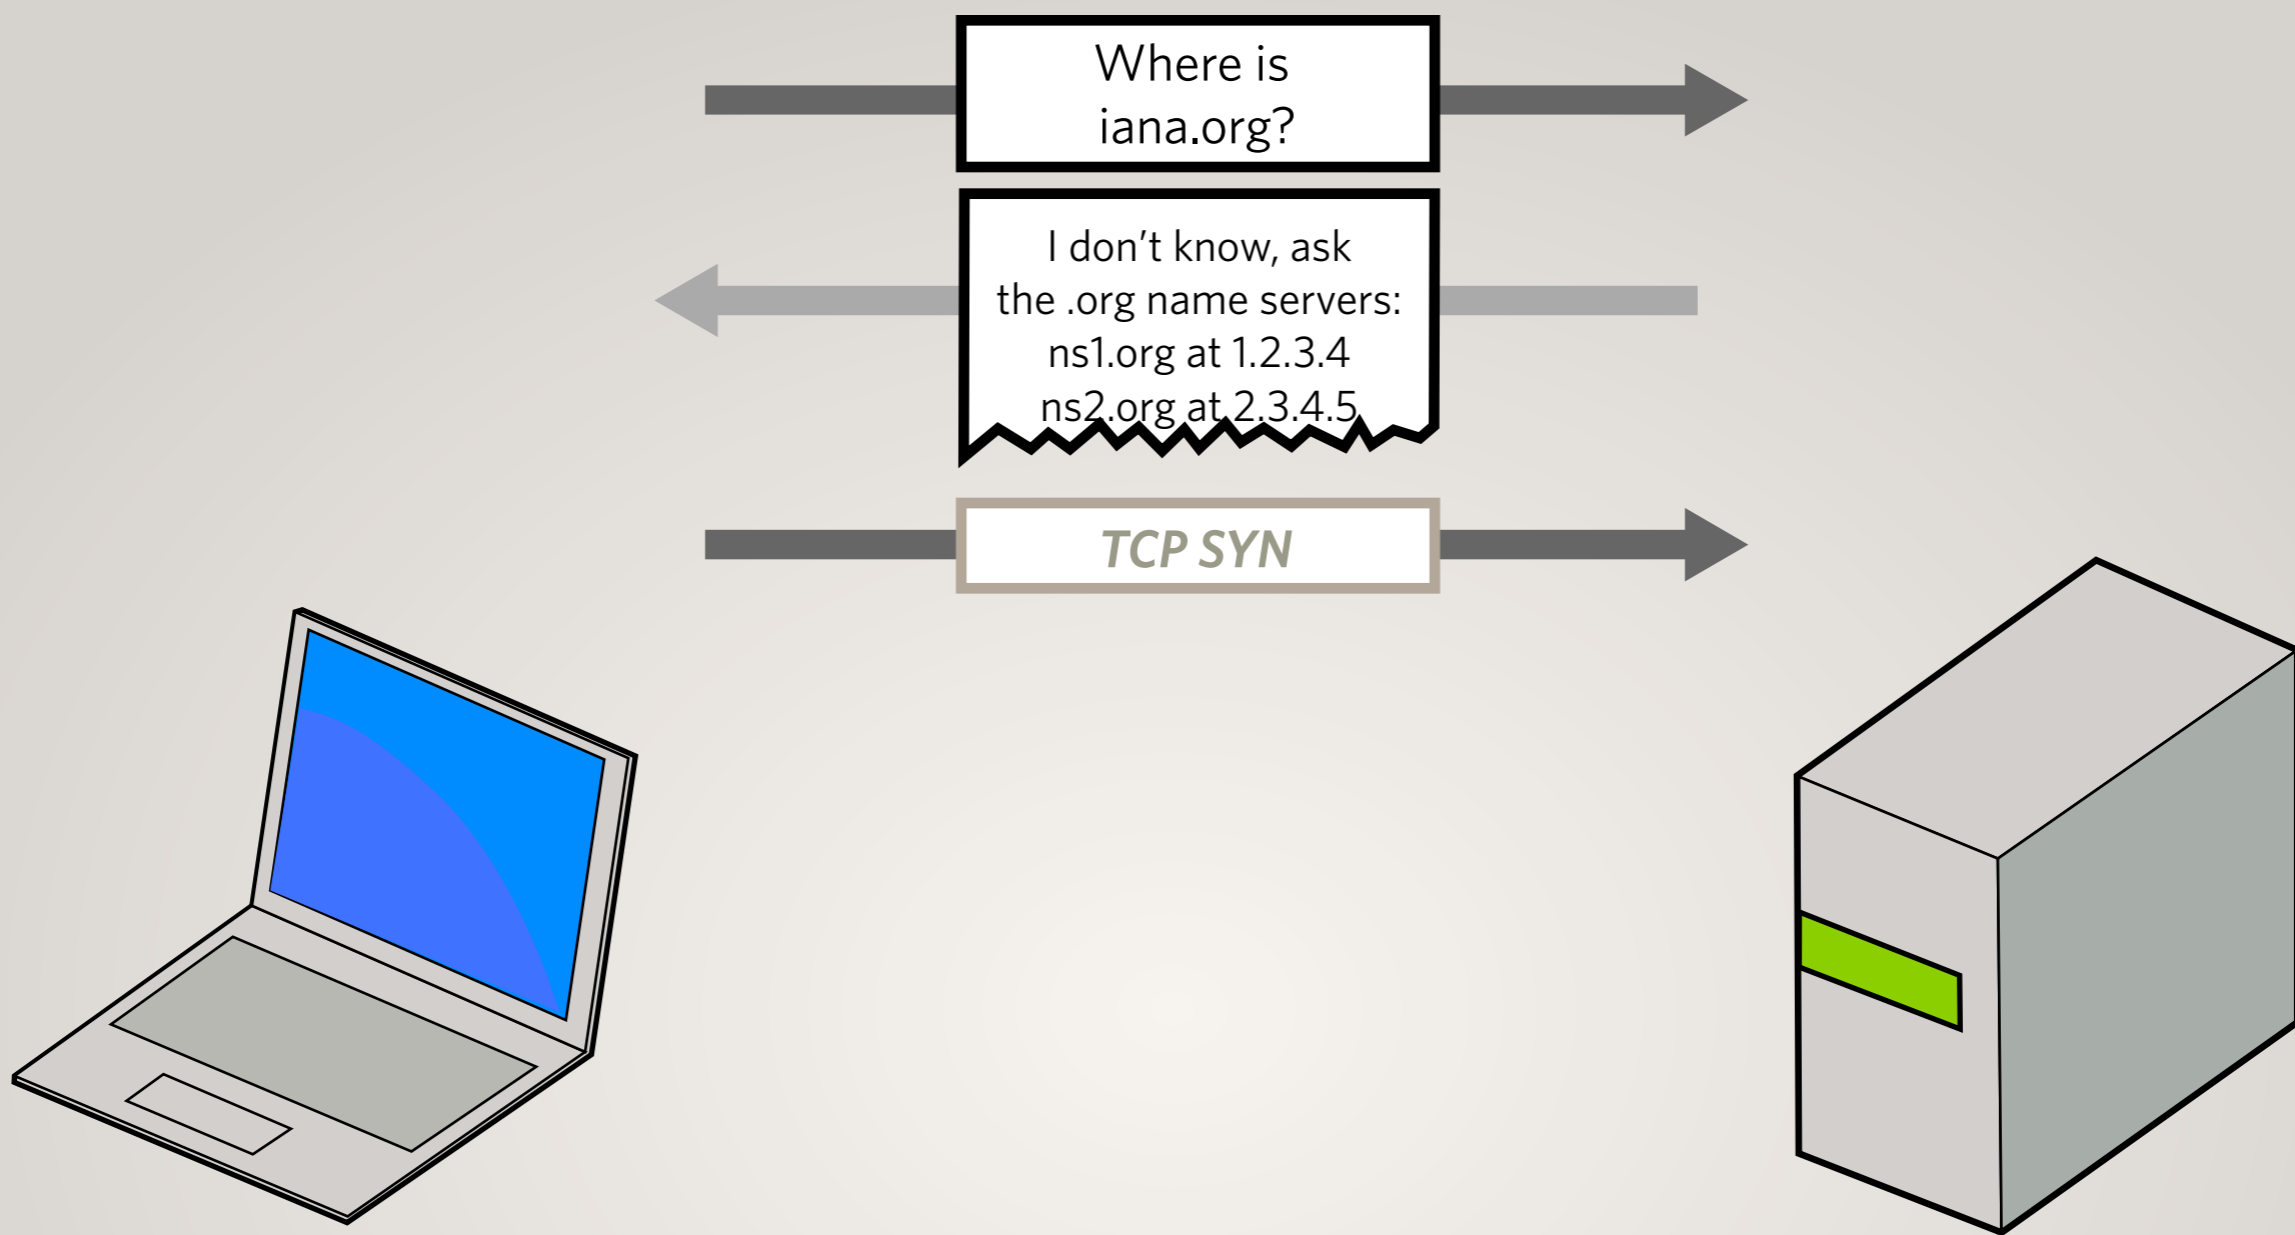 Where is
iana.org?
I don’t know, ask
the .org name servers:
ns1.org at 1.2.3.4
ns2.org at 2.3.4.5
TCP SYN